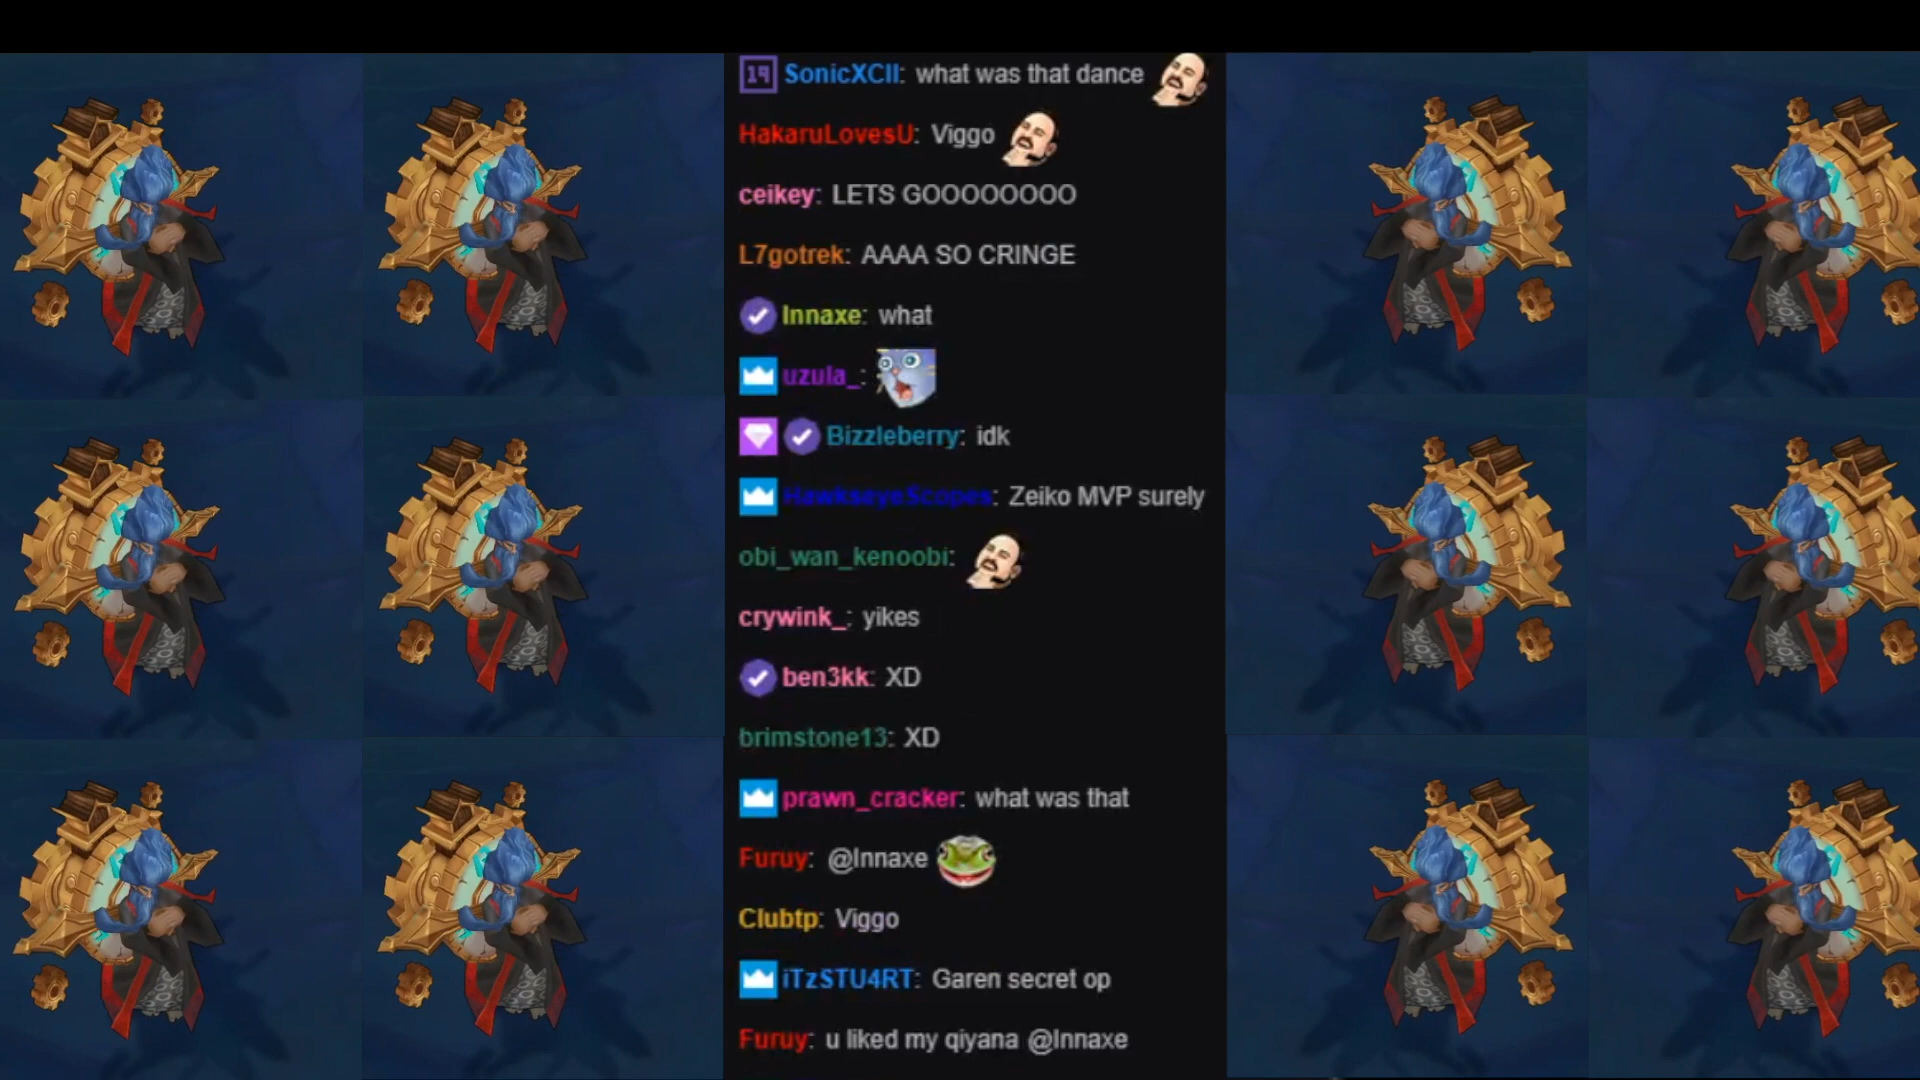 19 SonicXCII: what was that dance
HakaruLovesU: Viggo
ceikey: LETS GOOOOOOOO
L7gotrek: AAAA SO CRINGE
Innaxe: what
uzula_:
Bizzleberry: idk
HawkseyeScopes: Zeiko MVP surely
obi_wan_kenoobi:
crywink_: yikes
ben3kk: XD
brimstone13: XD
prawn_cracker: what was that
Furuy: @Innaxe
Clubtp: Viggo
iTzSTU4RT: Garen secret op
Furuy: u liked my qiyana @Innaxe